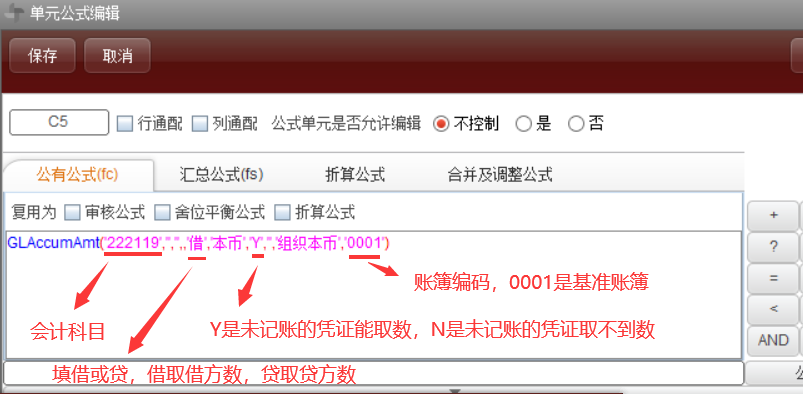 单元公式编辑
保存 取消
C5 行通配 列通配 公式单元是否允许编辑 不控制 是 否
公有公式(fc) 汇总公式(fs) 折算公式 合并及调整公式
复用为 审核公式 舍位平衡公式 折算公式
+
GLAccumAmt('222119','','',,'借','本币','Y','','组织本币','0001')
?
账簿编码，0001是基准账簿
=
会计科目
Y是未记账的凭证能取数，N是未记账的凭证取不到数
<
AND
填借或贷，借取借方数，贷取贷方数